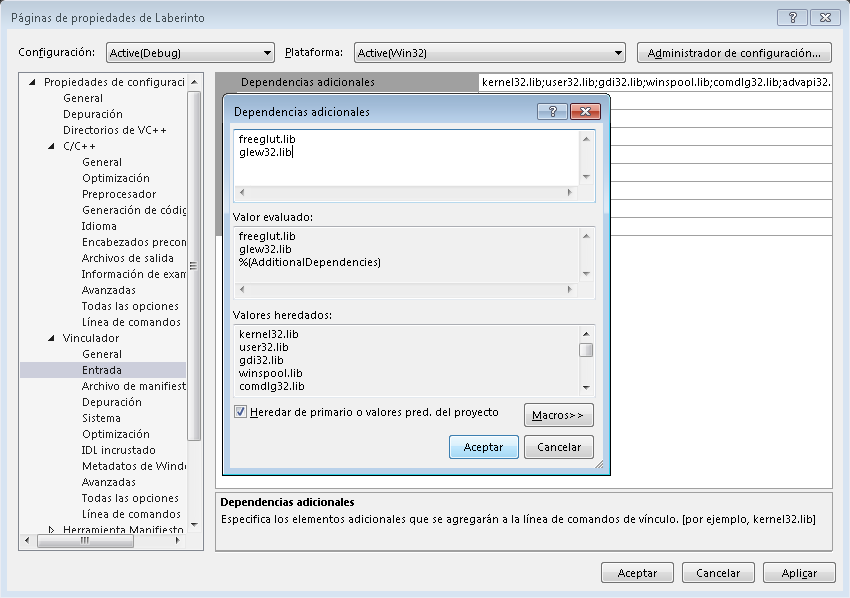 Páginas de propiedades de Laberinto
Configuración: Active(Debug) Plataforma: Active(Win32) Administrador de configuración...
Propiedades de configuraci
General
Depuración
Directorios de VC++
C/C++
General
Optimización
Preprocesador
Generación de códig
Idioma
Encabezados precon
Archivos de salida
Información de exam
Avanzadas
Todas las opciones
Línea de comandos
Vinculador
General
Entrada
Archivo de manifiest
Depuración
Sistema
Optimización
IDL incrustado
Metadatos de Windo
Avanzadas
Todas las opciones
Línea de comandos
Herramienta Manifiesto
Dependencias adicionales kernel32.lib;user32.lib;gdi32.lib;winspool.lib;comdlg32.lib;advapi32.
Dependencias adicionales
freeglut.lib
glew32.lib
Valor evaluado:
freeglut.lib
glew32.lib
%(AdditionalDependencies)
Valores heredados:
kernel32.lib
user32.lib
gdi32.lib
winspool.lib
comdlg32.lib
Heredar de primario o valores pred. del proyecto
Macros>>
Aceptar Cancelar
Dependencias adicionales
Especifica los elementos adicionales que se agregarán a la línea de comandos de vínculo. [por ejemplo, kernel32.lib]
Aceptar Cancelar Aplicar